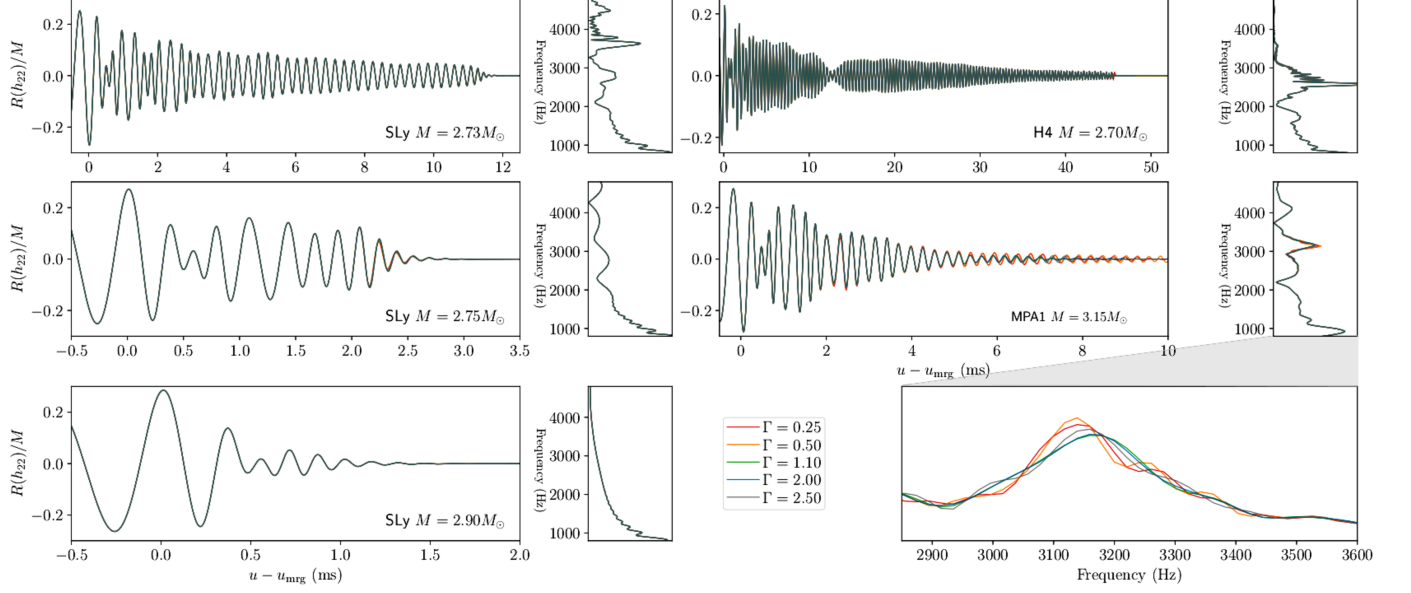 R(h₂₂)/M
0.2
0.0
−0.2
SLy M = 2.73M⊙
0 2 4 6 8 10 12
4000
3000
2000
1000
Frequency (Hz)
0.2
0.0
−0.2
H4 M = 2.70M⊙
0 10 20 30 40 50
Frequency (Hz)
4000
3000
2000
1000
R(h₂₂)/M
0.2
0.0
−0.2
SLy M = 2.75M⊙
−0.5 0.0 0.5 1.0 1.5 2.0 2.5 3.0 3.5
4000
3000
2000
1000
Frequency (Hz)
0.2
0.0
−0.2
MPA1 M = 3.15M⊙
0 2 4 6 8 10
u − u_mrg (ms)
Frequency (Hz)
4000
3000
2000
1000
R(h₂₂)/M
0.2
0.0
−0.2
SLy M = 2.90M⊙
−0.5 0.0 0.5 1.0 1.5 2.0
u − u_mrg (ms)
4000
3000
2000
1000
Frequency (Hz)
Γ = 0.25
Γ = 0.50
Γ = 1.10
Γ = 2.00
Γ = 2.50
2900 3000 3100 3200 3300 3400 3500 3600
Frequency (Hz)